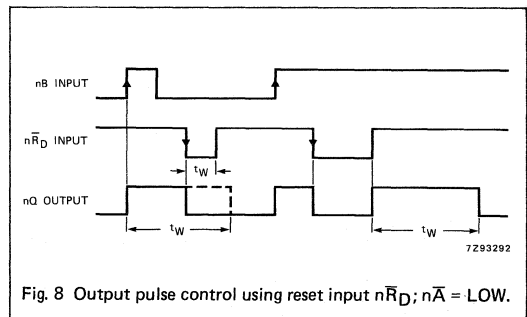 nB INPUT
nR̅D INPUT
tW
nQ OUTPUT
tW
tW
7Z93292
Fig. 8 Output pulse control using reset input nR̅D; nA̅ = LOW.